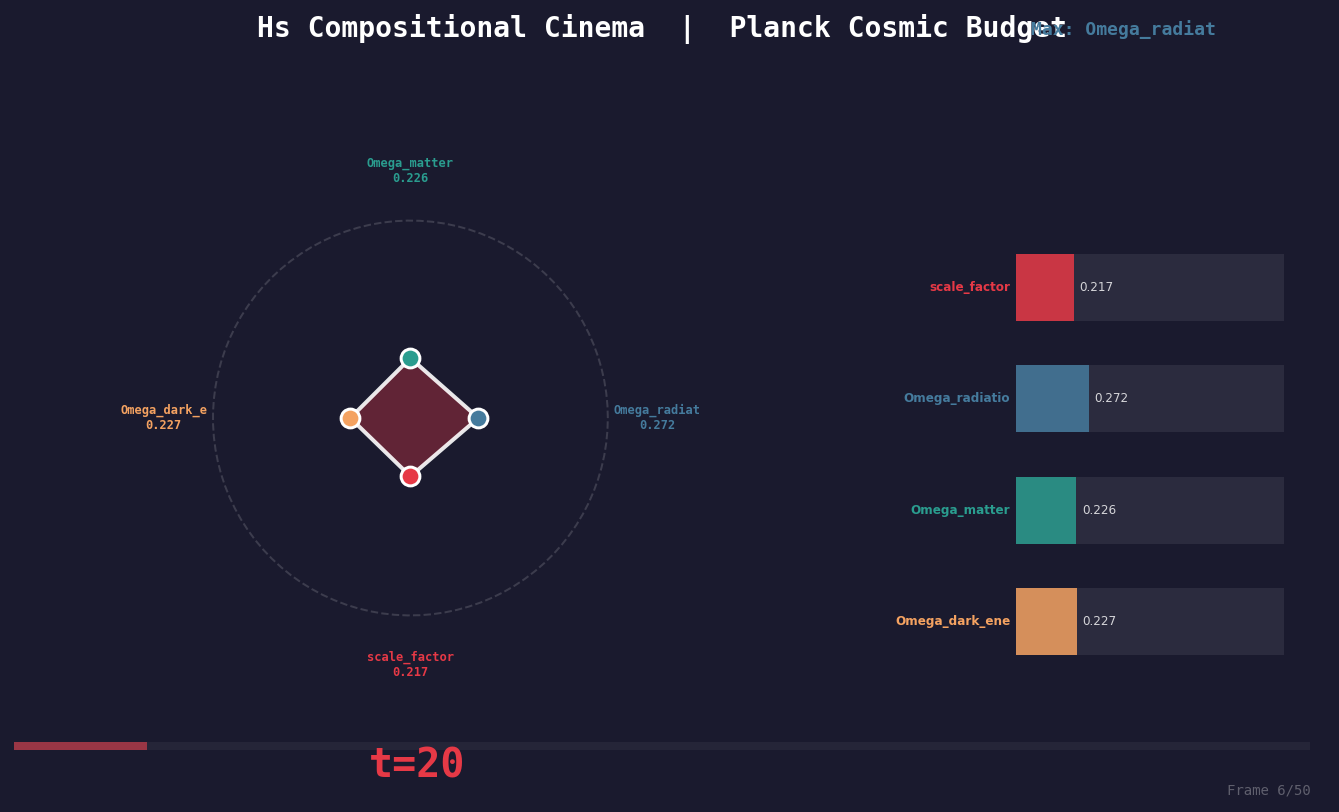 Hs Compositional Cinema | Planck Cosmic Budget
Max: Omega_radiat
Omega_matter
0.226
Omega_dark_e
0.227
Omega_radiat
0.272
scale_factor
0.217
scale_factor 0.217
Omega_radiatio 0.272
Omega_matter 0.226
Omega_dark_ene 0.227
t=20
Frame 6/50